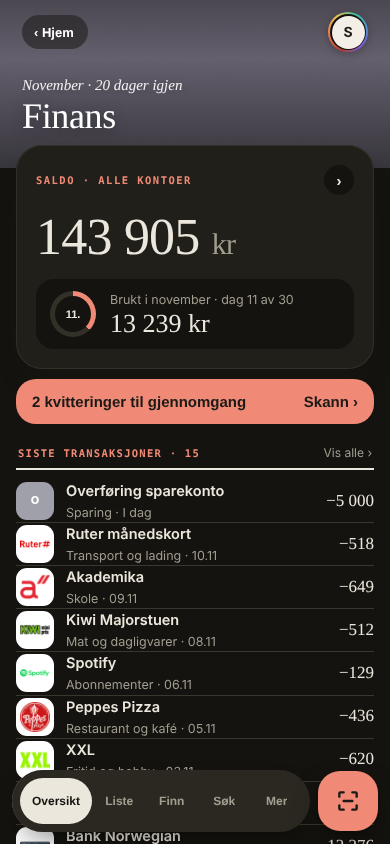 ‹ Hjem
S
November · 20 dager igjen
Finans
SALDO · ALLE KONTOER
›
143 905 kr
11.
Brukt i november · dag 11 av 30
13 239 kr
2 kvitteringer til gjennomgang
Skann ›
SISTE TRANSAKSJONER · 15
Vis alle ›
O
Overføring sparekonto
−5 000
Sparing · I dag
Ruter#
Ruter månedskort
−518
Transport og lading · 10.11
a
Akademika
−649
Skole · 09.11
KIWI
Kiwi Majorstuen
−512
Mat og dagligvarer · 08.11
Spotify
Spotify
−129
Abonnementer · 06.11
Peppes Pizza
Peppes Pizza
−436
Restaurant og kafé · 05.11
XXL
XXL
−620
Oversikt
Liste
Finn
Søk
Mer
Bank Norwegian